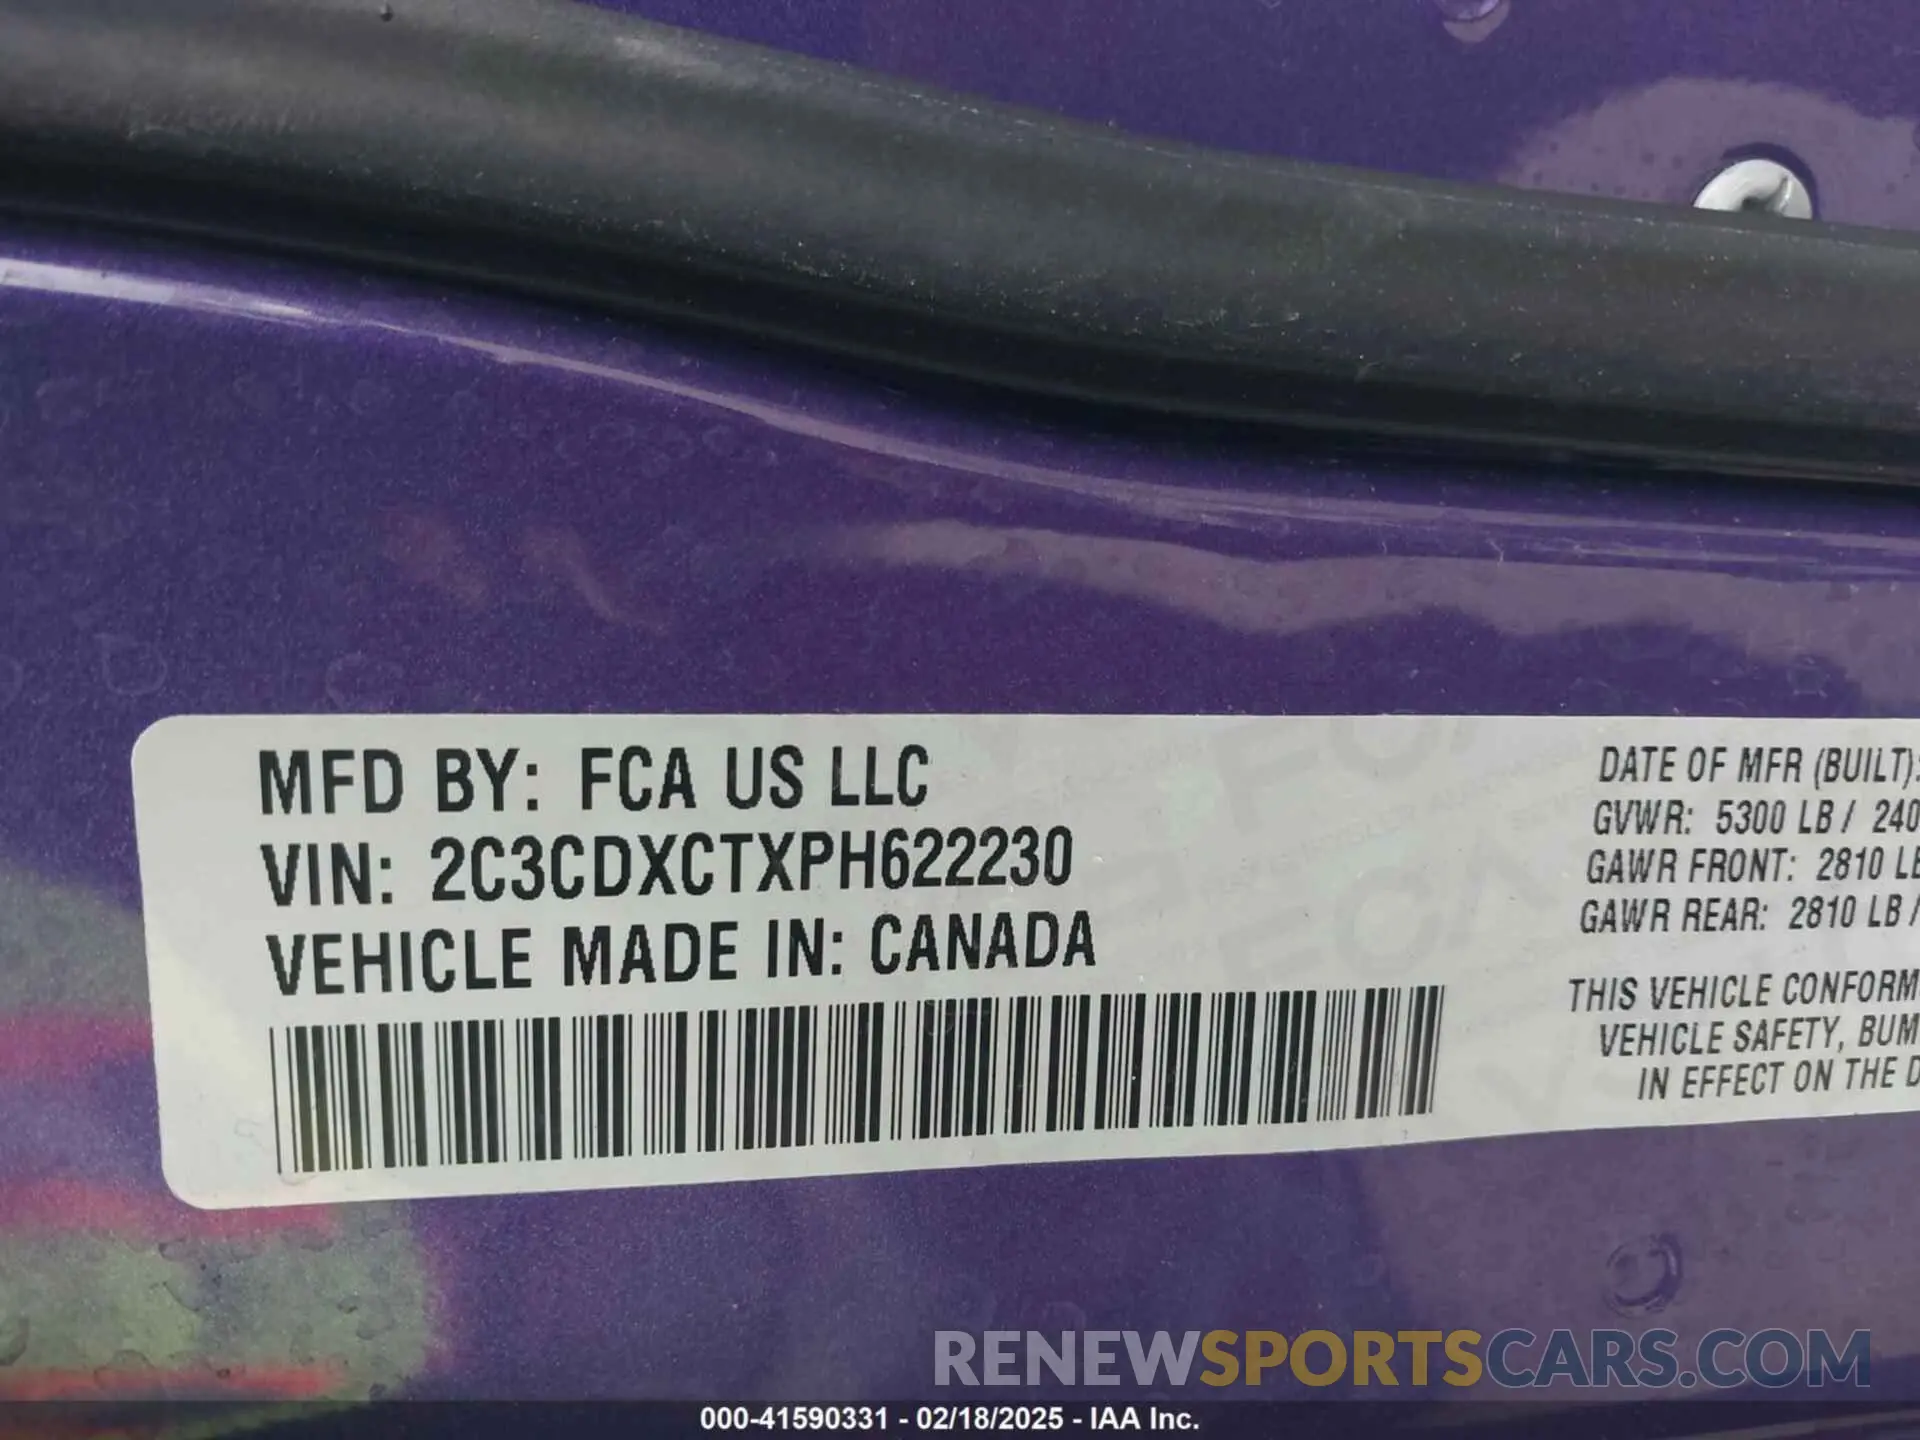 MFD BY: FCA US LLC
VIN: 2C3CDXCTXPH622230
VEHICLE MADE IN: CANADA
DATE OF MFR (BUILT):
GVWR: 5300 LB / 240
GAWR FRONT: 2810 LB
GAWR REAR: 2810 LB /
THIS VEHICLE CONFORM
VEHICLE SAFETY, BUM
IN EFFECT ON THE D
RENEWSPORTSCARS.COM
000-41590331 - 02/18/2025 - IAA Inc.